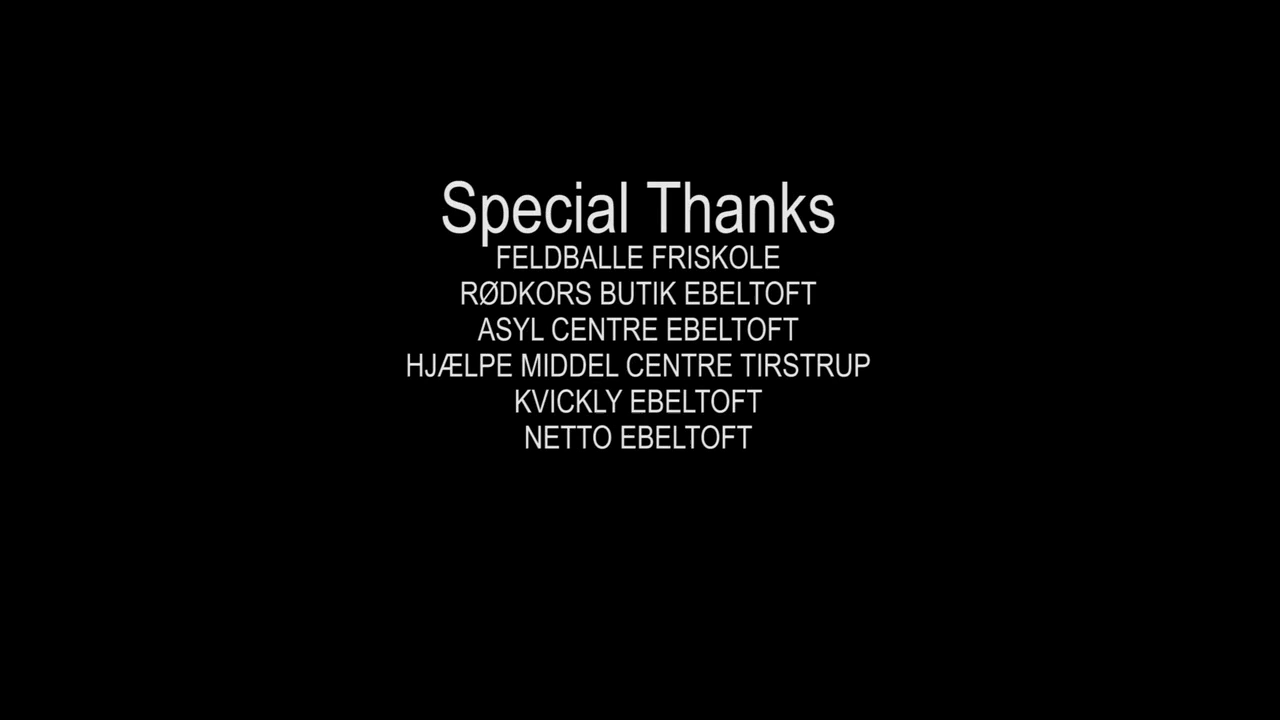 Special Thanks
FELDBALLE FRISKOLE
RØDKORS BUTIK EBELTOFT
ASYL CENTRE EBELTOFT
HJÆLPE MIDDEL CENTRE TIRSTRUP
KVICKLY EBELTOFT
NETTO EBELTOFT